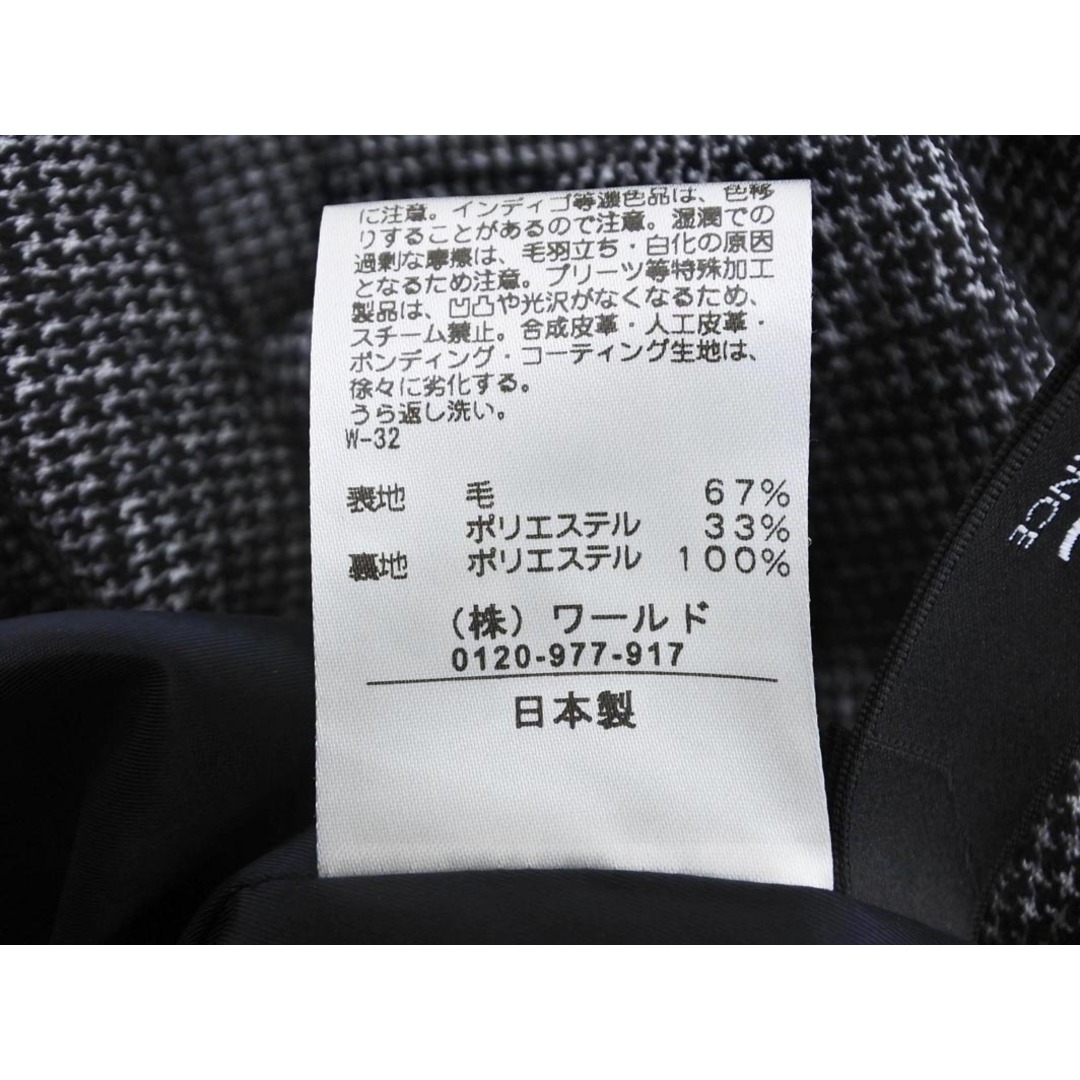 に注意。インディゴ等濃色品は、色移
りすることがあるので注意。湿潤での
過剰な摩擦は、毛羽立ち・白化の原因
となるため注意。プリーツ等特殊加工
製品は、凹凸や光沢がなくなるため、
スチーム禁止。合成皮革・人工皮革・
ボンディング・コーティング生地は、
徐々に劣化する。
うら返し洗い。
W-32
表地 毛 67%
ポリエステル 33%
裏地 ポリエステル 100%
(株)ワールド
0120-977-917
日本製